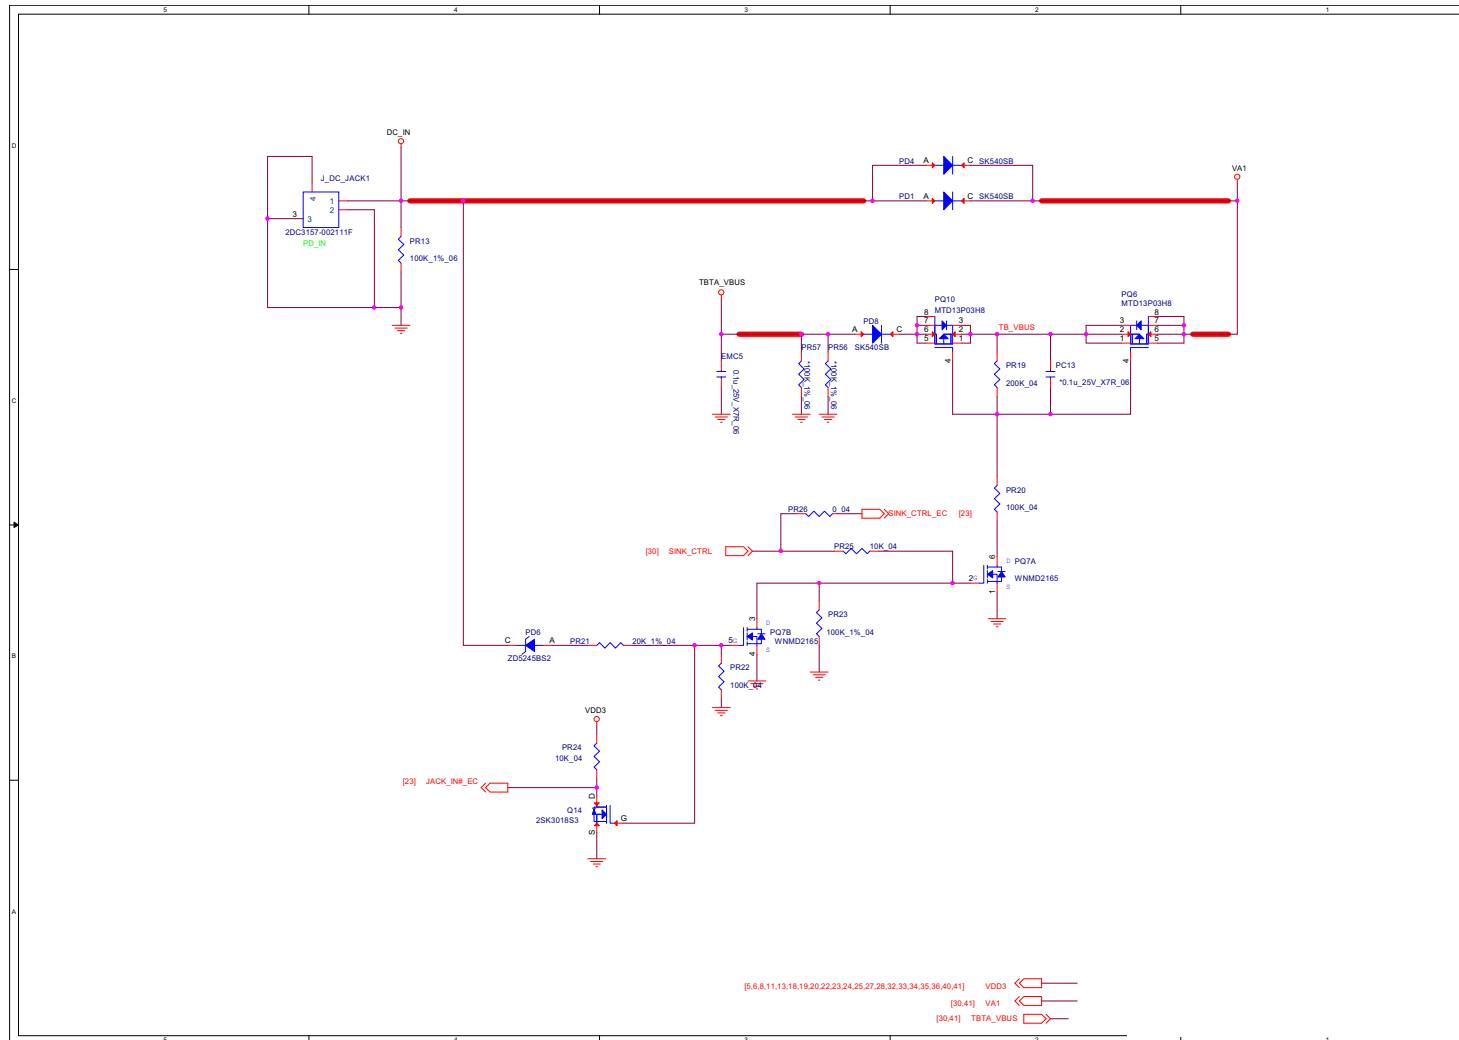 5 4 3 2 1
D
DC_IN
J_DC_JACK1
4
1
2
3
3
2DC3157-002111F
PD_IN
PR13
100K_1%_06
PD4 A C SK540SB
PD1 A C SK540SB
VA1
TBTA_VBUS
EMC5
0.1u_25V_X7R_06
PR57
*100K_1%_06
PR56
*100K_1%_06
PD8
A C
SK540SB
PQ10
MTD13P03H8
8
7
6
5
3
2
1
4
TB_VBUS
PR19
200K_04
PC13
*0.1u_25V_X7R_06
PQ6
MTD13P03H8
3
2
1
8
7
6
5
4
C
PR20
100K_04
PR26 0_04 SINK_CTRL_EC [23]
[30] SINK_CTRL PR25 10K_04
6
D
PQ7A
2 G
WNMD2165
S
1
3
D
PQ7B
5 G
WNMD2165
S
4
PR23
100K_1%_04
PD6
C A
ZD5245BS2
PR21 20K_1%_04
PR22
100K_04
B
VDD3
PR24
10K_04
[23] JACK_IN#_EC
D
Q14
2SK3018S3
G
S
A
[5,6,8,11,13,18,19,20,22,23,24,25,27,28,32,33,34,35,36,40,41] VDD3
[30,41] VA1
[30,41] TBTA_VBUS
5 4 3 2 1